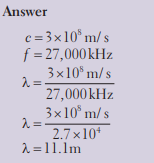 Answer
c = 3×10⁸ m/s
f = 27,000 kHz
λ = 3×10⁸ m/s
27,000 kHz
λ = 3×10⁸ m/s
2.7×10⁴
λ = 11.1m